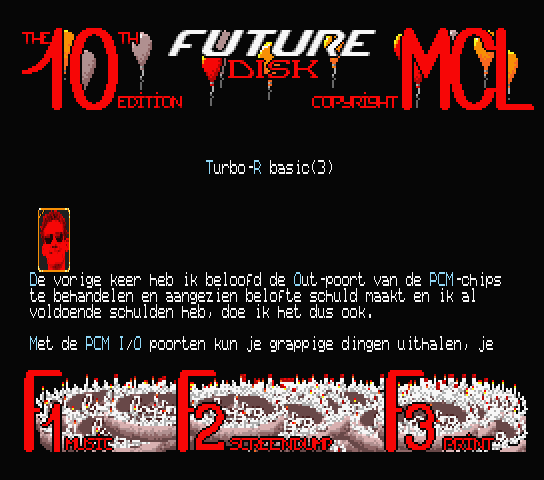 THE 10TH EDITION
FUTURE
DISK
COPYRIGHT MCL
Turbo-R basic(3)
De vorige keer heb ik beloofd de Out-poort van de PCM-chips
te behandelen en aangezien belofte schuld maakt en ik al
voldoende schulden heb, doe ik het dus ook.
Met de PCM I/O poorten kun je grappige dingen uithalen, je
F1 MUSIC F2 SCREENDUMP F3 PRINT